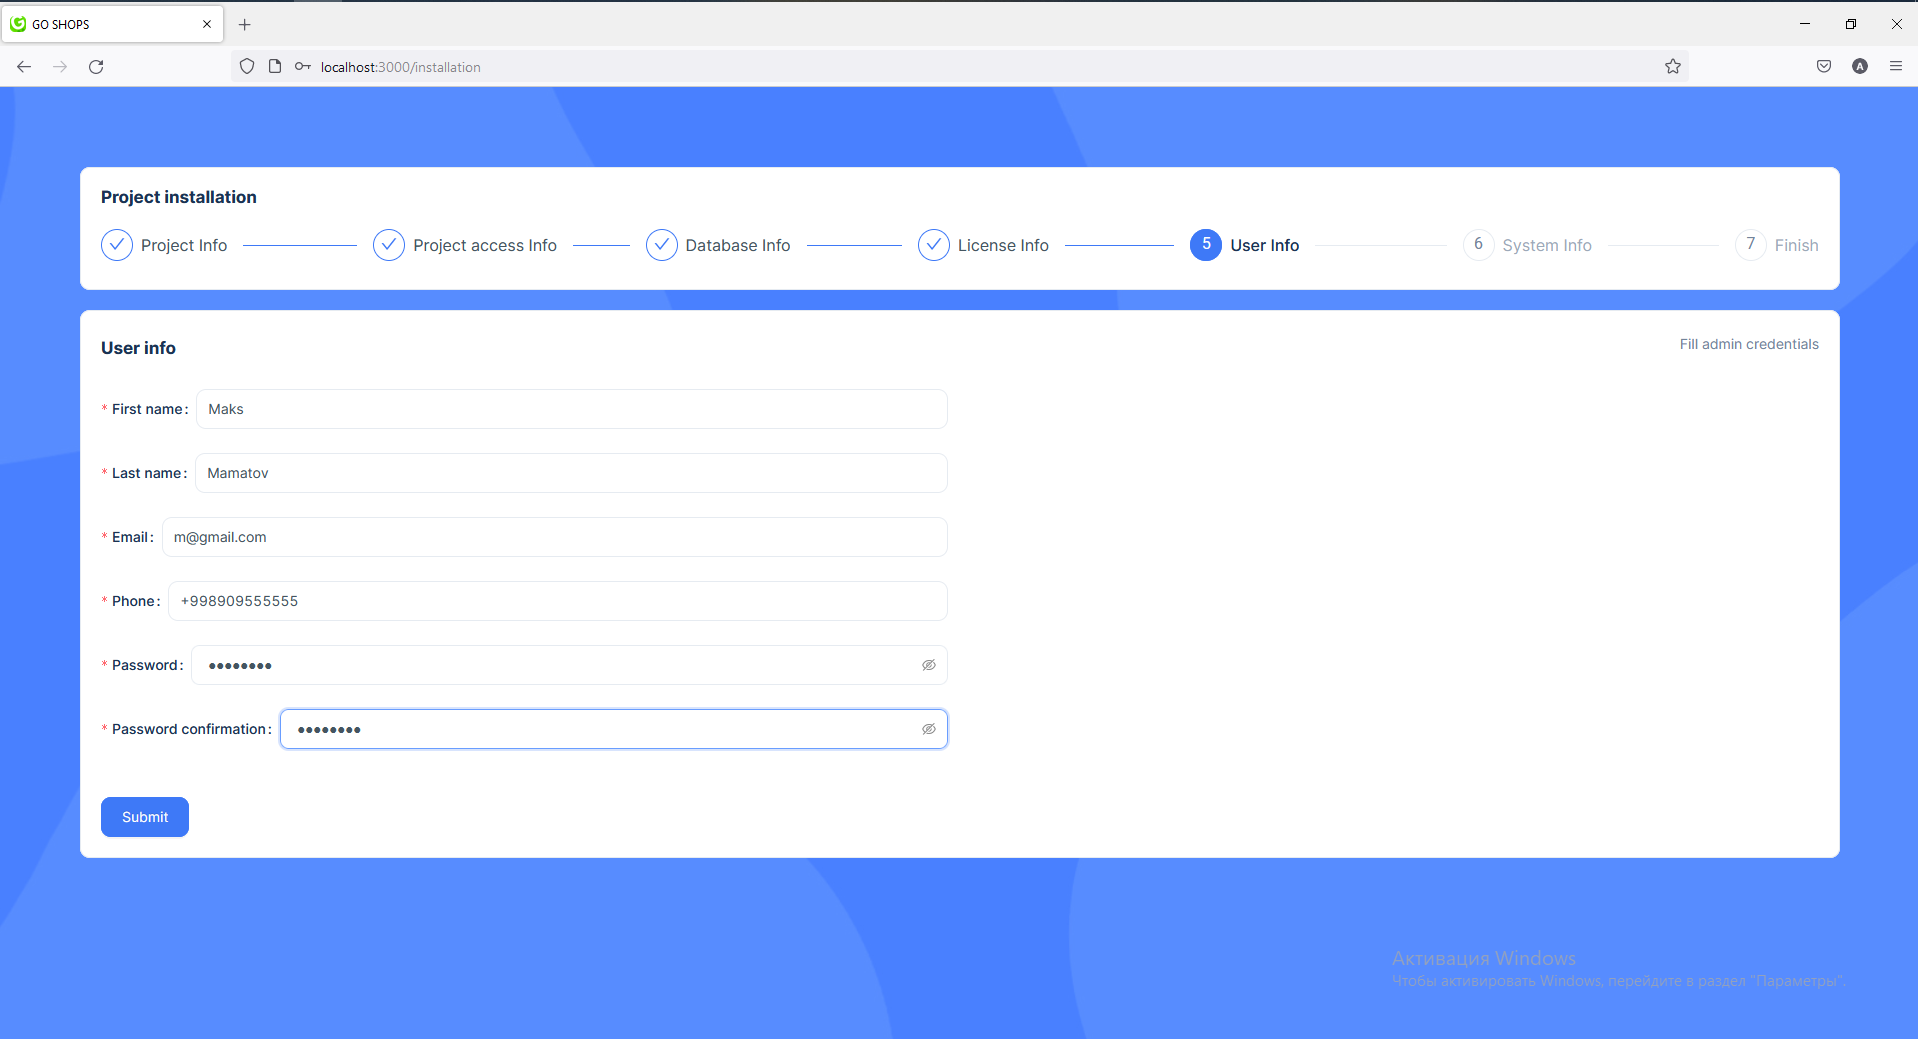 GO SHOPS
localhost:3000/installation
A
Project installation
Project Info
Project access Info
Database Info
License Info
5 User Info
6 System Info
7 Finish
User info
Fill admin credentials
* First name: Maks
* Last name: Mamatov
* Email: m@gmail.com
* Phone: +998909555555
* Password: ••••••••
* Password confirmation: ••••••••
Submit
Активация Windows
Чтобы активировать Windows, перейдите в раздел "Параметры".